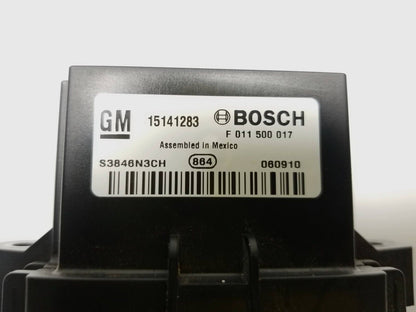 GM 15141283 BOSCH
F 011 500 017
Assembled in Mexico
S3846N3CH 864 060910